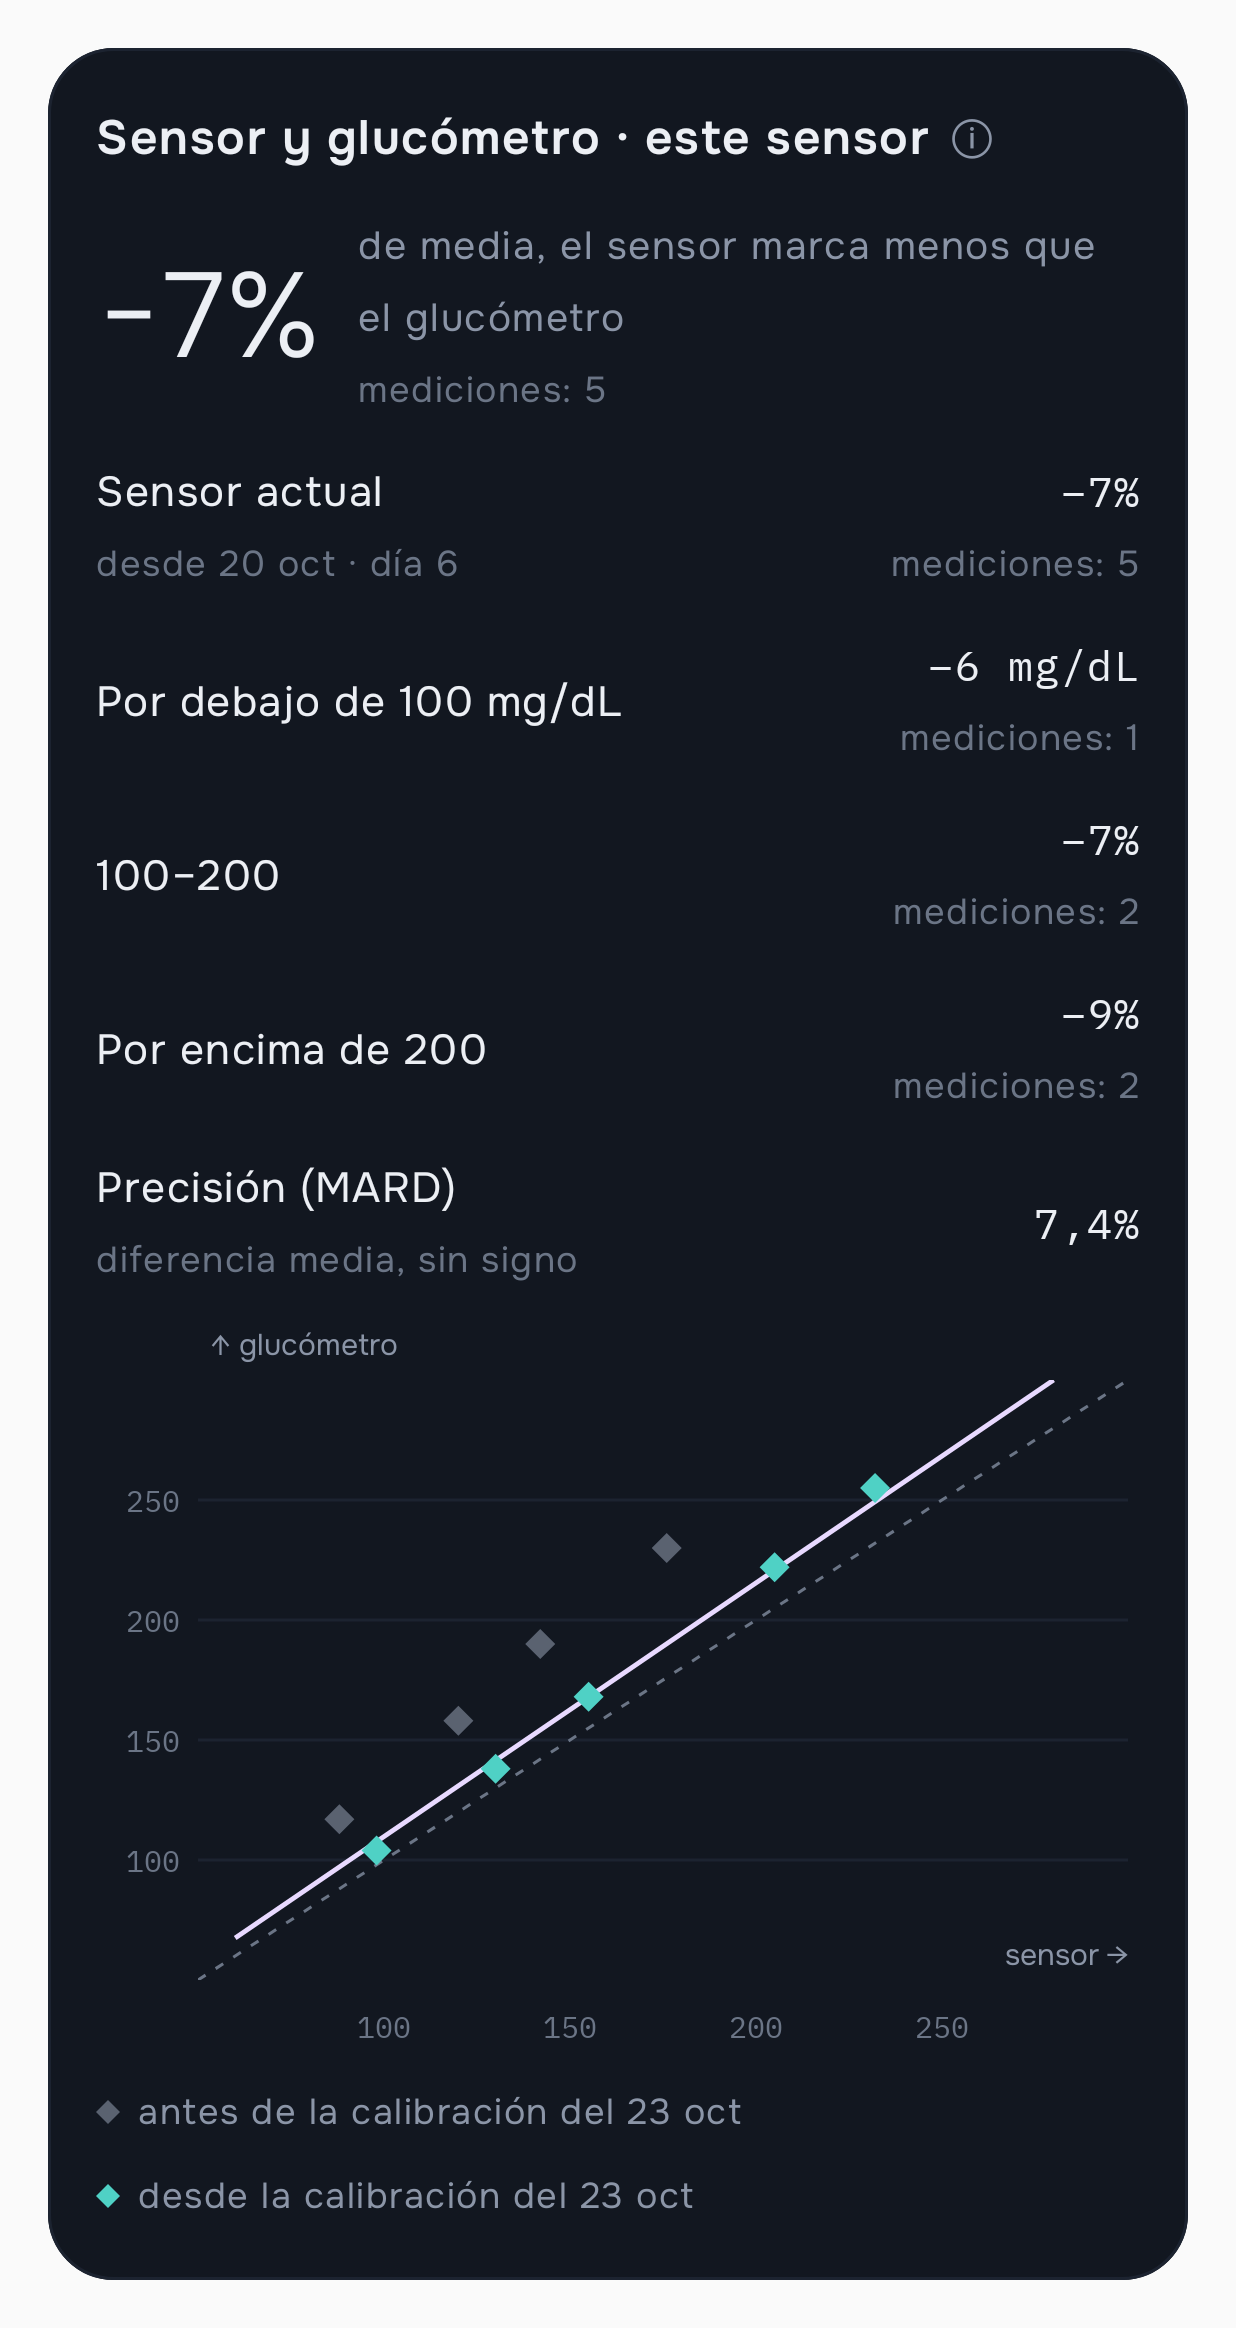 Sensor y glucómetro · este sensor ⓘ
−7%
de media, el sensor marca menos que
el glucómetro
mediciones: 5
Sensor actual
−7%
desde 20 oct · día 6
mediciones: 5
Por debajo de 100 mg/dL
−6 mg/dL
mediciones: 1
100–200
−7%
mediciones: 2
Por encima de 200
−9%
mediciones: 2
Precisión (MARD)
7,4%
diferencia media, sin signo
↑ glucómetro
250
200
150
100
sensor →
100 150 200 250
antes de la calibración del 23 oct
desde la calibración del 23 oct